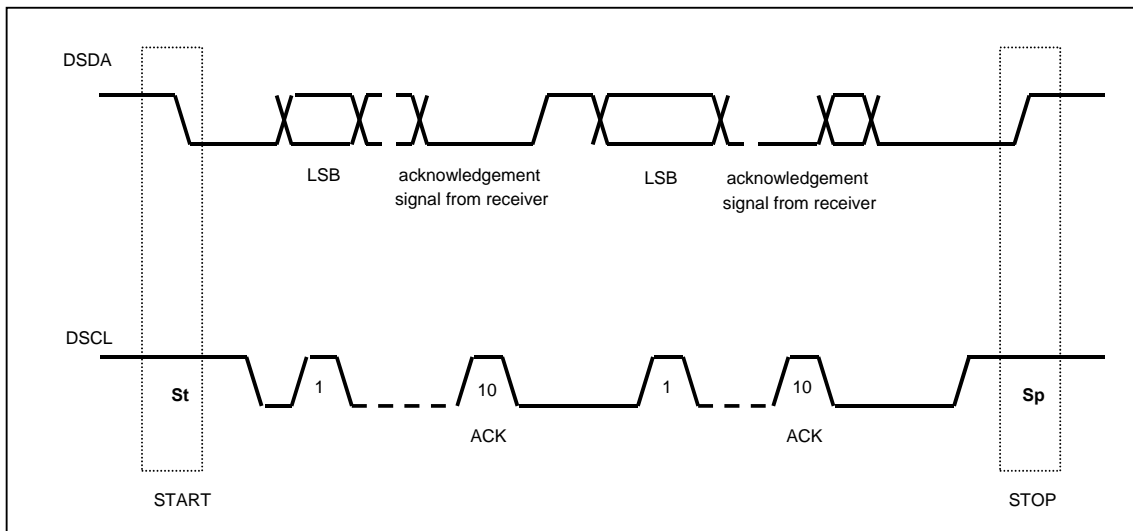 DSDA
LSB
acknowledgement
signal from receiver
LSB
acknowledgement
signal from receiver
DSCL
St
1
10
1
10
Sp
ACK
ACK
START
STOP